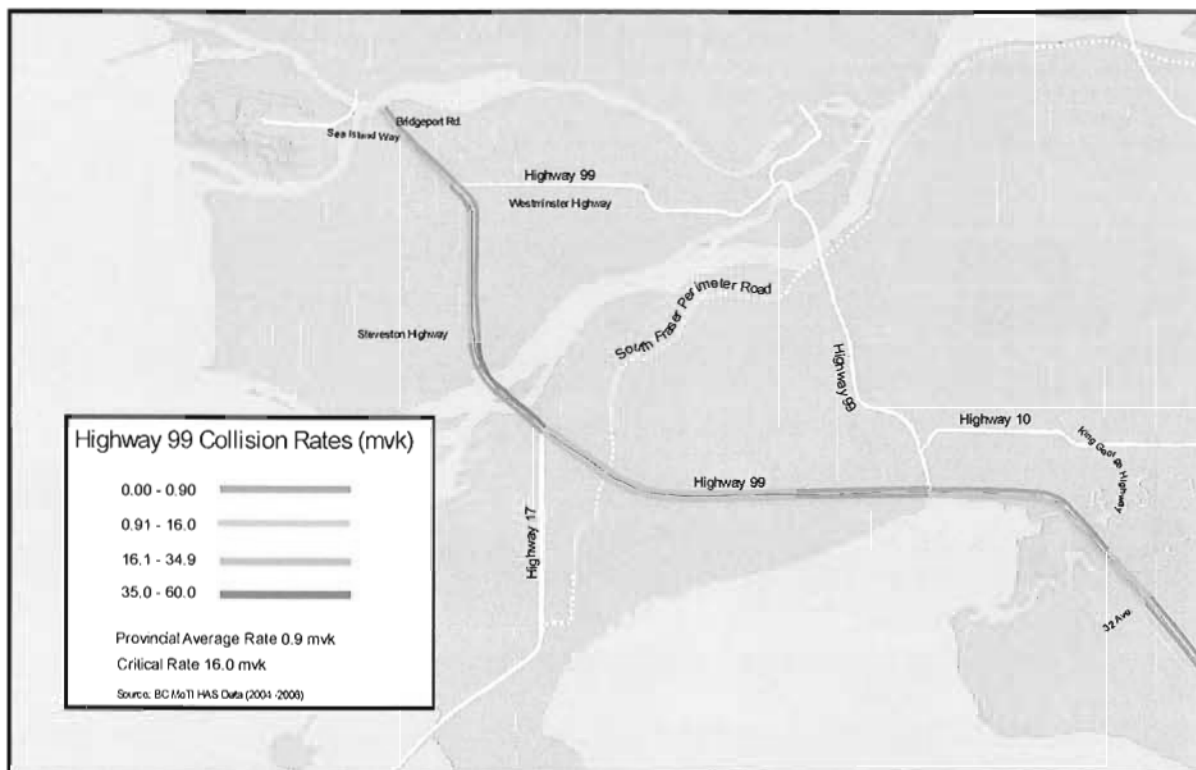 Bridgeport Rd.
Sea Island Way
Highway 99
Westminster Highway
South Fraser Perimeter Road
Steveston Highway
Highway 99
Highway 10
King George Highway
Highway 99
Highway 17
32 Ave.
Highway 99 Collision Rates (mvk)
0.00 - 0.90
0.91 - 16.0
16.1 - 34.9
35.0 - 60.0
Provincial Average Rate 0.9 mvk
Critical Rate 16.0 mvk
Source: BC MoTI HAS Data (2004 -2008)